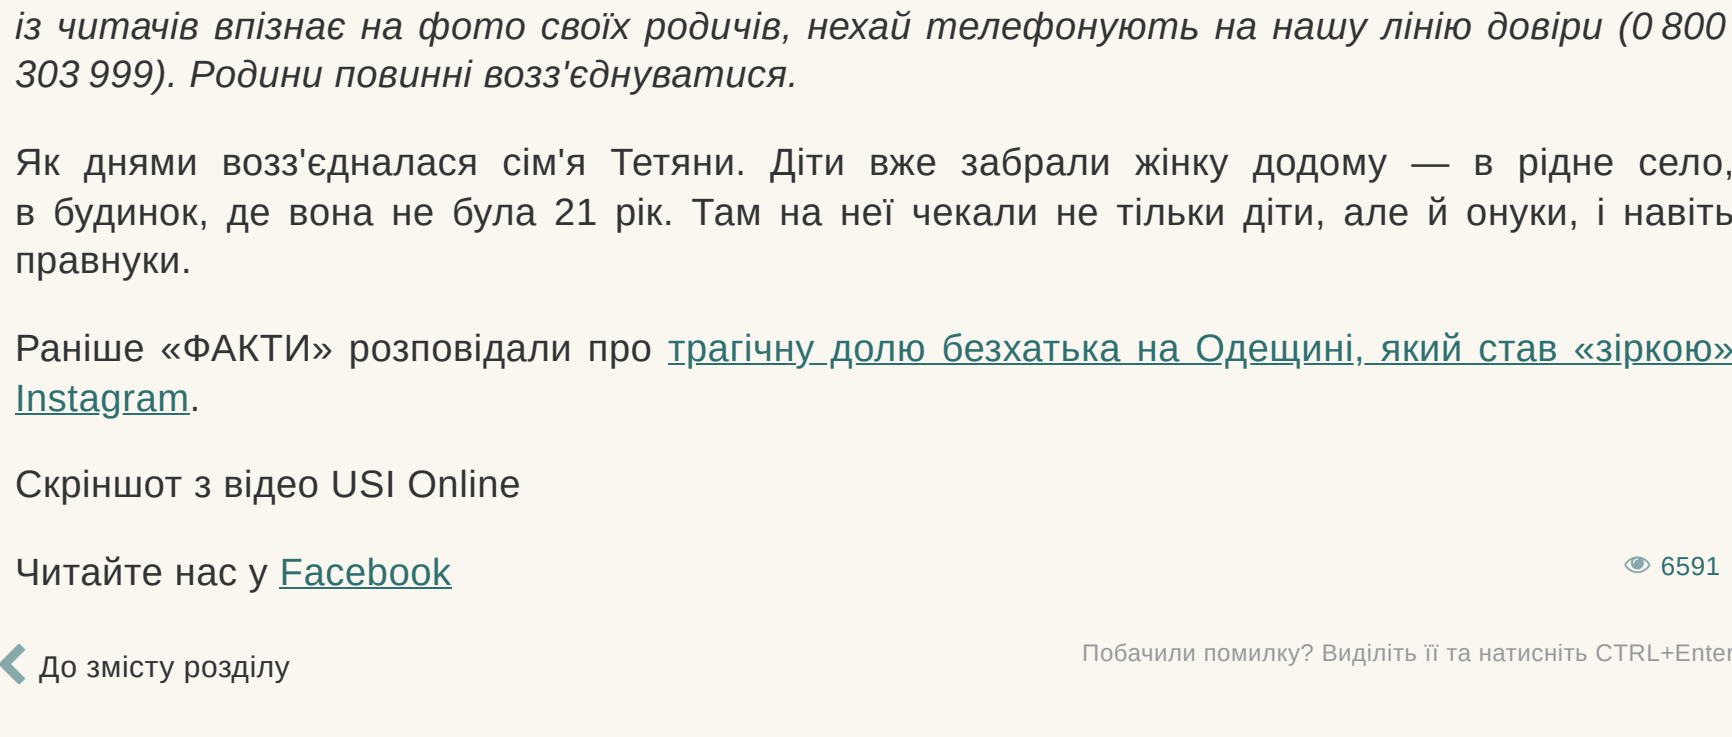 із читачів впізнає на фото своїх родичів, нехай телефонують на нашу лінію довіри (0 800
303 999). Родини повинні возз'єднуватися.
Як днями возз'єдналася сім'я Тетяни. Діти вже забрали жінку додому — в рідне село,
в будинок, де вона не була 21 рік. Там на неї чекали не тільки діти, але й онуки, і навіть
правнуки.
Раніше «ФАКТИ» розповідали про трагічну долю безхатька на Одещині, який став «зіркою»
Instagram.
Скріншот з відео USI Online
Читайте нас у Facebook
6591
До змісту розділу
Побачили помилку? Виділіть її та натисніть CTRL+Enter